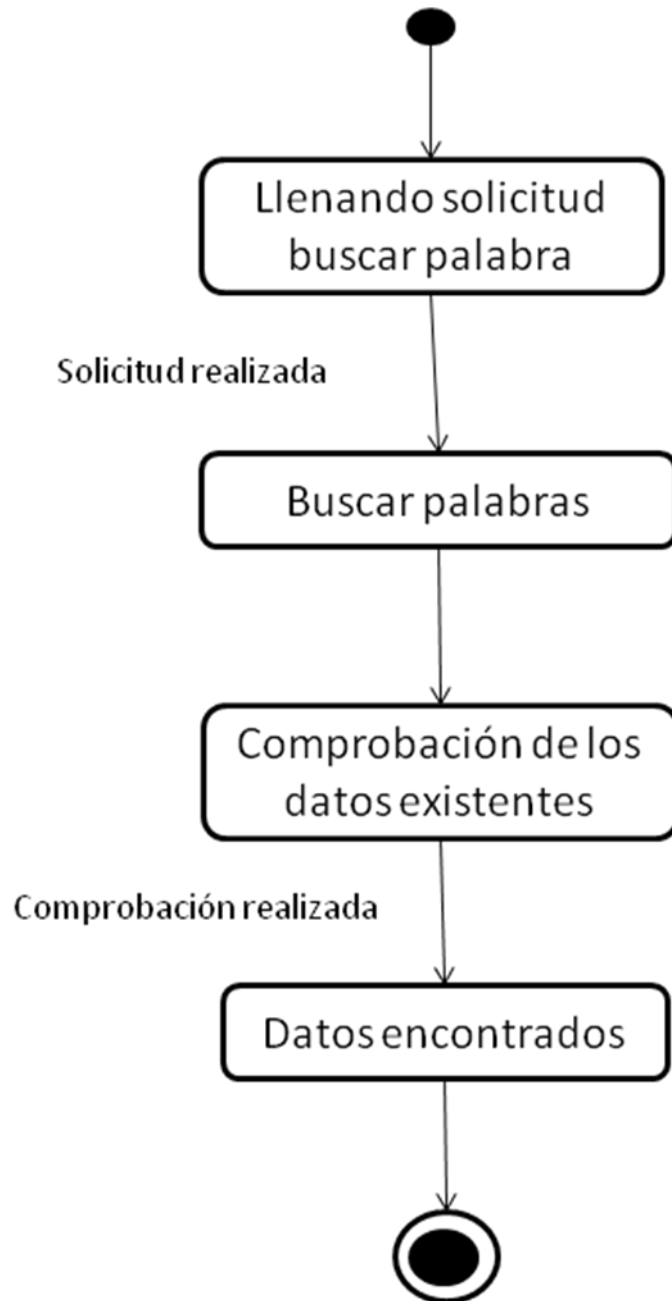 Llenando solicitud
buscar palabra
Solicitud realizada
Buscar palabras
Comprobación de los
datos existentes
Comprobación realizada
Datos encontrados